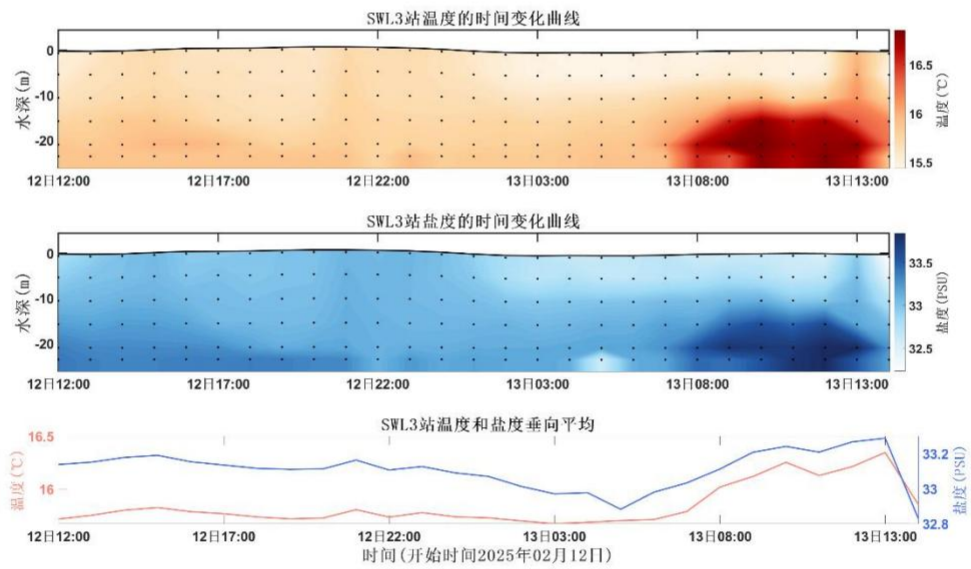 SWL3站温度的时间变化曲线
0
-10
-20
水深(m)
12日12:00 12日17:00 12日22:00 13日03:00 13日08:00 13日13:00
16.5
16
15.5
温度(℃)
SWL3站盐度的时间变化曲线
0
-10
-20
水深(m)
12日12:00 12日17:00 12日22:00 13日03:00 13日08:00 13日13:00
33.5
33
32.5
盐度(PSU)
SWL3站温度和盐度垂向平均
16.5
16
温度(℃)
33.2
33
32.8
盐度(PSU)
12日12:00 12日17:00 12日22:00 13日03:00 13日08:00 13日13:00
时间(开始时间2025年02月12日)